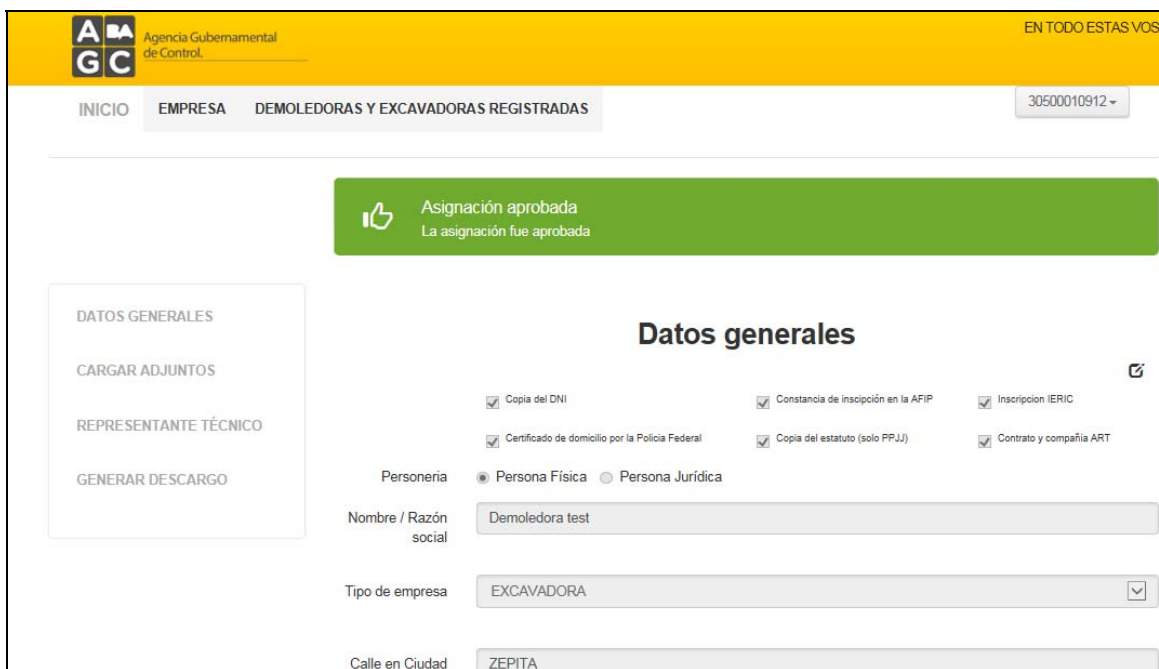 A BA
G C
Agencia Gubernamental
de Control.
EN TODO ESTAS VOS
INICIO EMPRESA DEMOLEDORAS Y EXCAVADORAS REGISTRADAS
30500010912
Asignación aprobada
La asignación fue aprobada
DATOS GENERALES
CARGAR ADJUNTOS
REPRESENTANTE TÉCNICO
GENERAR DESCARGO
Datos generales
Copia del DNI Constancia de inscipción en la AFIP Inscripcion IERIC
Certificado de domicilio por la Policia Federal Copia del estatuto (solo PPJJ) Contrato y compañia ART
Personeria Persona Física Persona Jurídica
Nombre / Razón
social
Demoledora test
Tipo de empresa EXCAVADORA
Calle en Ciudad ZEPITA